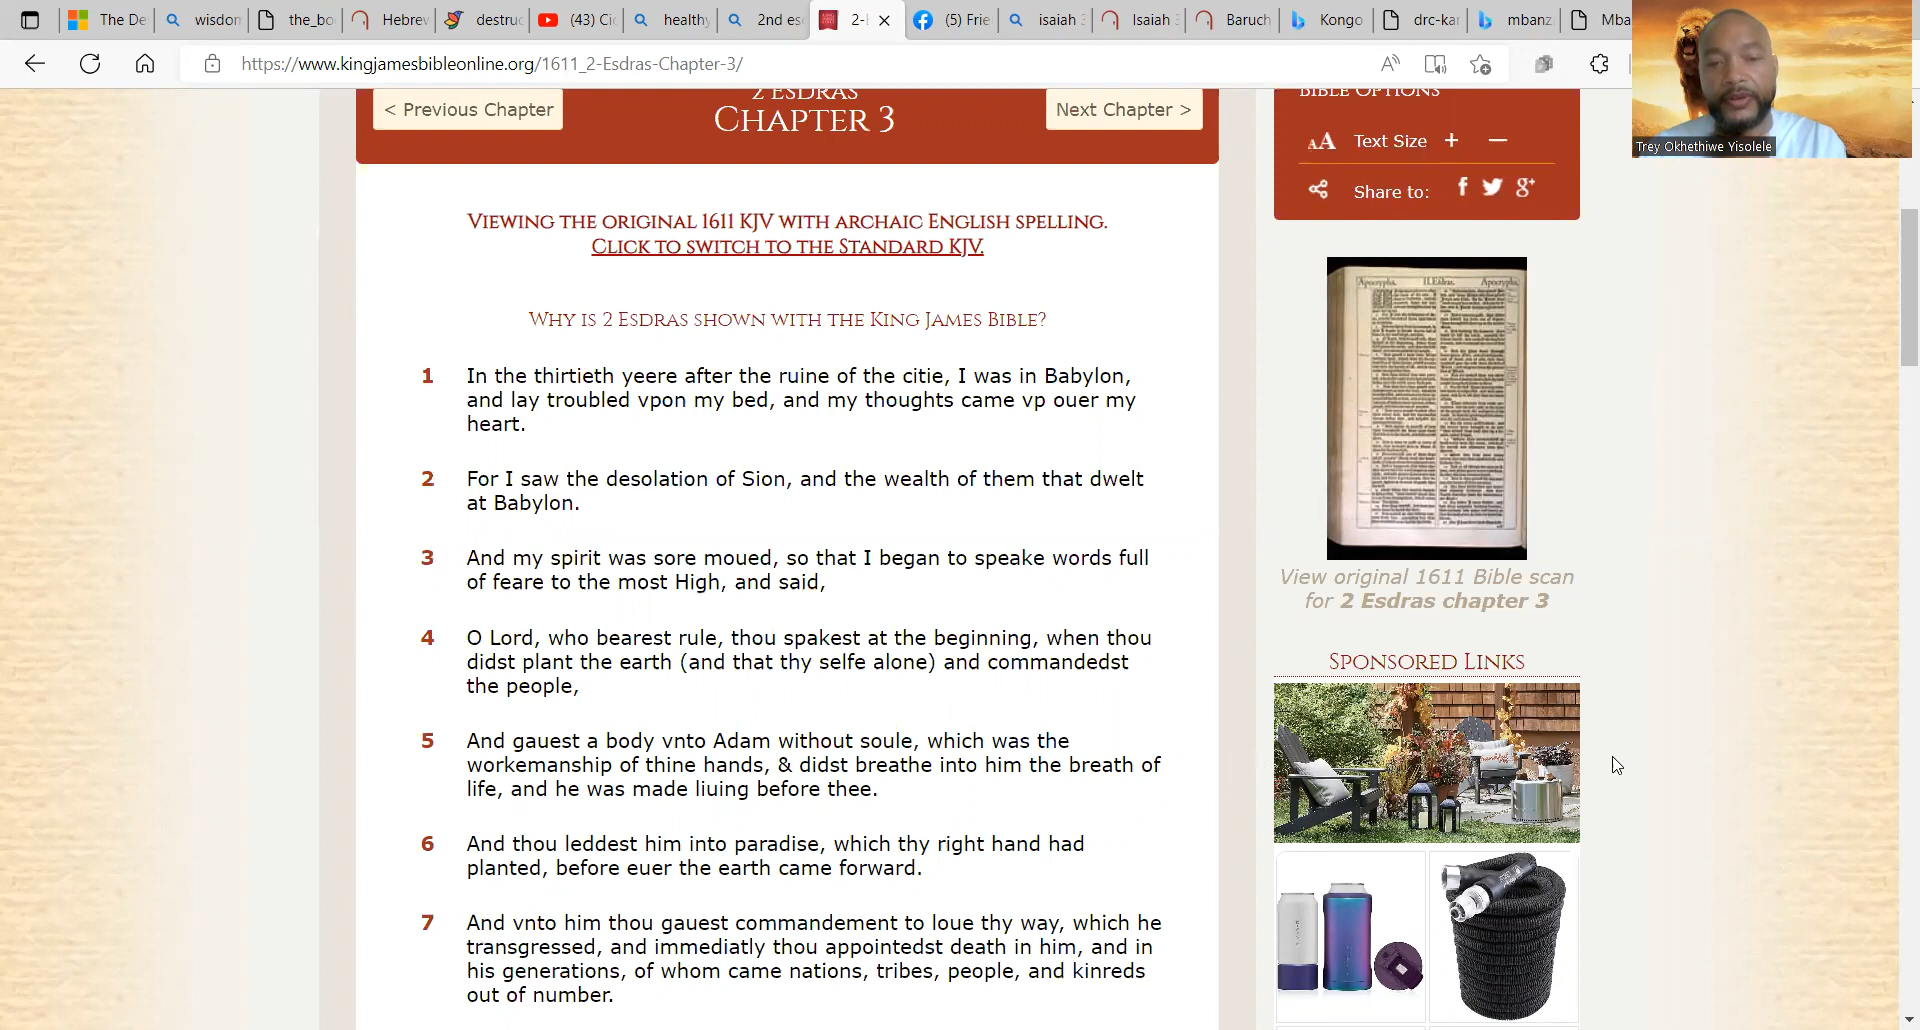 The De
wisdon
the_bo
Hebrew
destruc
(43) Cic
healthy
2nd es
2-
(5) Frie
isaiah 3
Isaiah 3
Baruch
Kongo
drc-kar
mbanz
Mba
https://www.kingjamesbibleonline.org/1611_2-Esdras-Chapter-3/
Trey Okhethiwe Yisolele
< Previous Chapter
2 Esdras
Chapter 3
Next Chapter >
Bible Options
AA Text Size + —
Share to:
Viewing the original 1611 KJV with archaic English spelling.
Click to switch to the Standard KJV.
Why is 2 Esdras shown with the King James Bible?
1 In the thirtieth yeere after the ruine of the citie, I was in Babylon,
and lay troubled vpon my bed, and my thoughts came vp ouer my
heart.
2 For I saw the desolation of Sion, and the wealth of them that dwelt
at Babylon.
3 And my spirit was sore moued, so that I began to speake words full
of feare to the most High, and said,
4 O Lord, who bearest rule, thou spakest at the beginning, when thou
didst plant the earth (and that thy selfe alone) and commandedst
the people,
5 And gauest a body vnto Adam without soule, which was the
workemanship of thine hands, & didst breathe into him the breath of
life, and he was made liuing before thee.
6 And thou leddest him into paradise, which thy right hand had
planted, before euer the earth came forward.
7 And vnto him thou gauest commandement to loue thy way, which he
transgressed, and immediatly thou appointedst death in him, and in
his generations, of whom came nations, tribes, people, and kinreds
out of number.
Apocrypha. II. Esdras. Apocrypha.
View original 1611 Bible scan
for 2 Esdras chapter 3
Sponsored Links